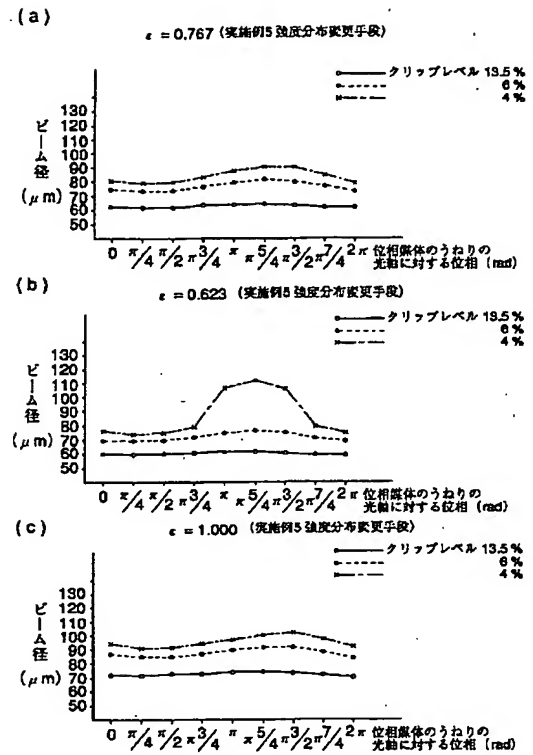 (a)
ε = 0.767 (実施例5 強度分布変更手段)
クリップレベル 13.5%
6%
4%
ビーム径
(μm)
130
120
110
100
90
80
70
60
50
0 π/4 π/2 π3/4 π π5/4 π3/2 π7/4 2π
位相媒体のうねりの
光軸に対する位相 (rad)
(b)
ε = 0.623 (実施例5 強度分布変更手段)
クリップレベル 13.5%
6%
4%
ビーム径
(μm)
130
120
110
100
90
80
70
60
50
0 π/4 π/2 π3/4 π π5/4 π3/2 π7/4 2π
位相媒体のうねりの
光軸に対する位相 (rad)
(c)
ε = 1.000 (実施例5 強度分布変更手段)
クリップレベル 13.5%
6%
4%
ビーム径
(μm)
130
120
110
100
90
80
70
60
50
40
0 π/4 π/2 π3/4 π π5/4 π3/2 π7/4 2π
位相媒体のうねりの
光軸に対する位相 (rad)